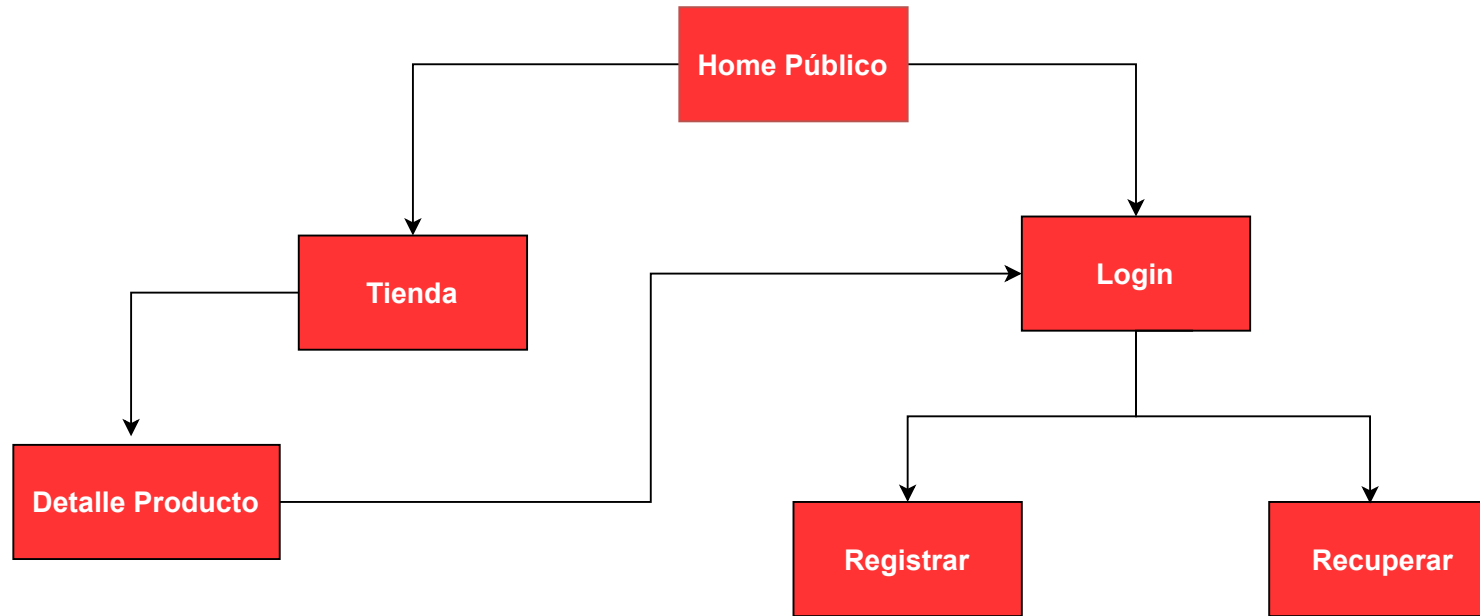 Home Público
Tienda
Login
Detalle Producto
Registrar
Recuperar